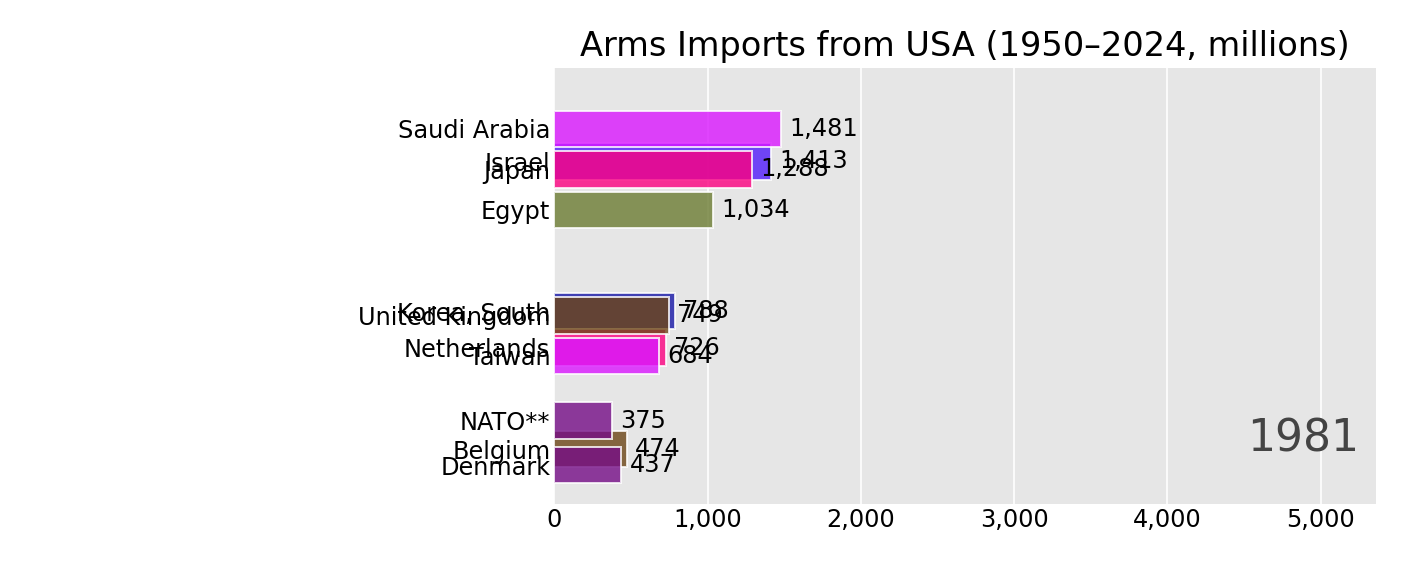 Arms Imports from USA (1950–2024, millions)
Saudi Arabia 1,481
Israel 1,413
Japan 1,288
Egypt 1,034
Korea, South 788
United Kingdom 749
Netherlands 726
Taiwan 684
NATO** 375
Belgium 474
Denmark 437
1981
0 1,000 2,000 3,000 4,000 5,000